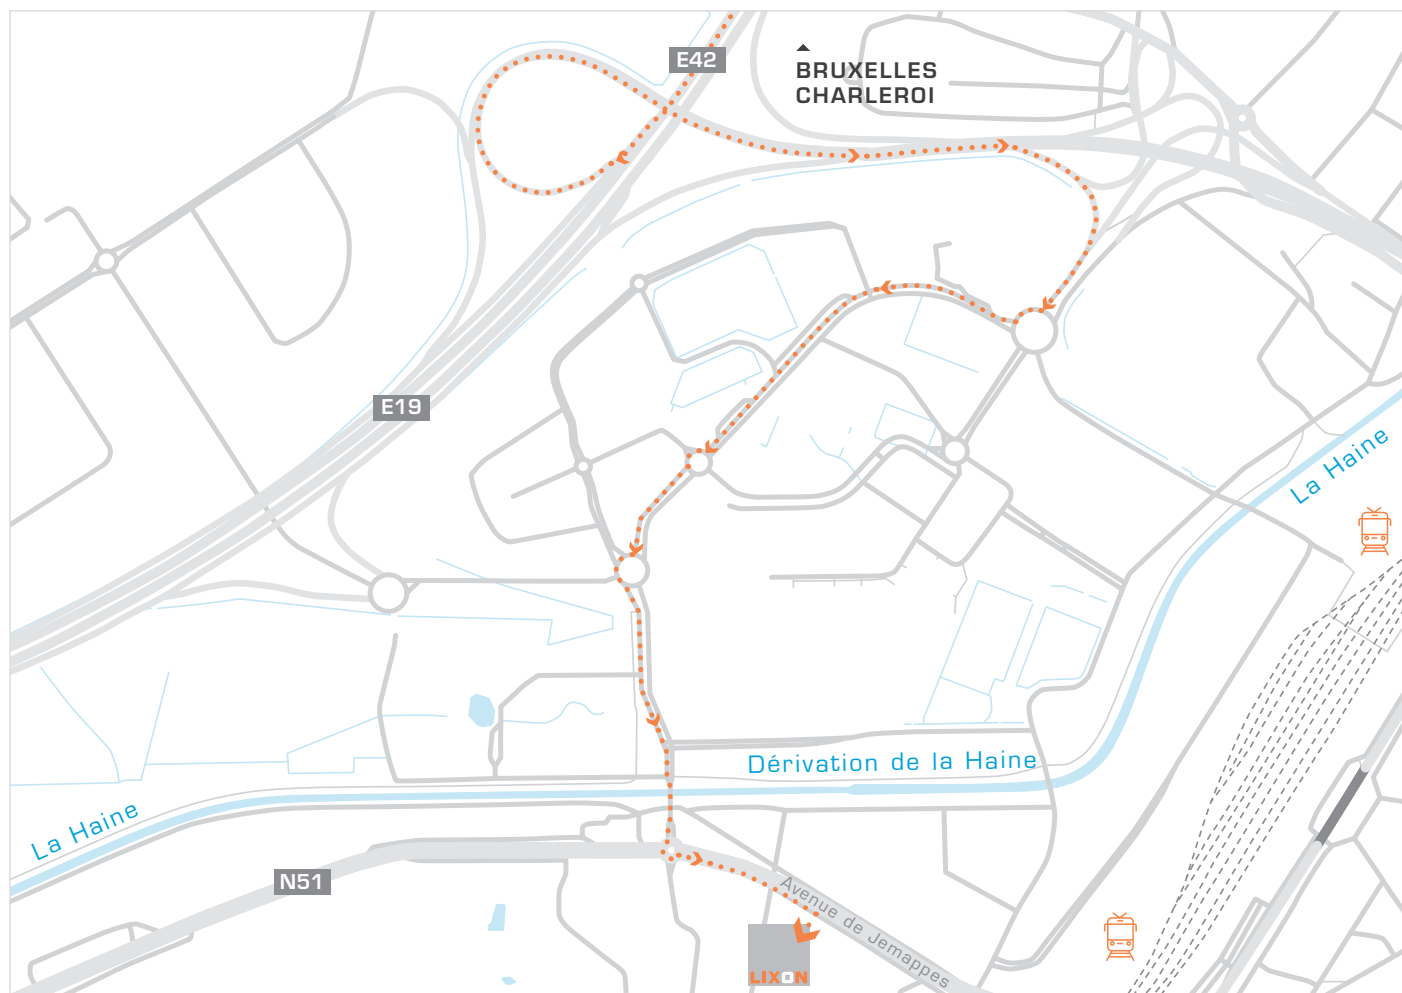 E42
BRUXELLES
CHARLEROI
E19
La Haine
Dérivation de la Haine
La Haine
N51
Avenue de Jemappes
LIXON